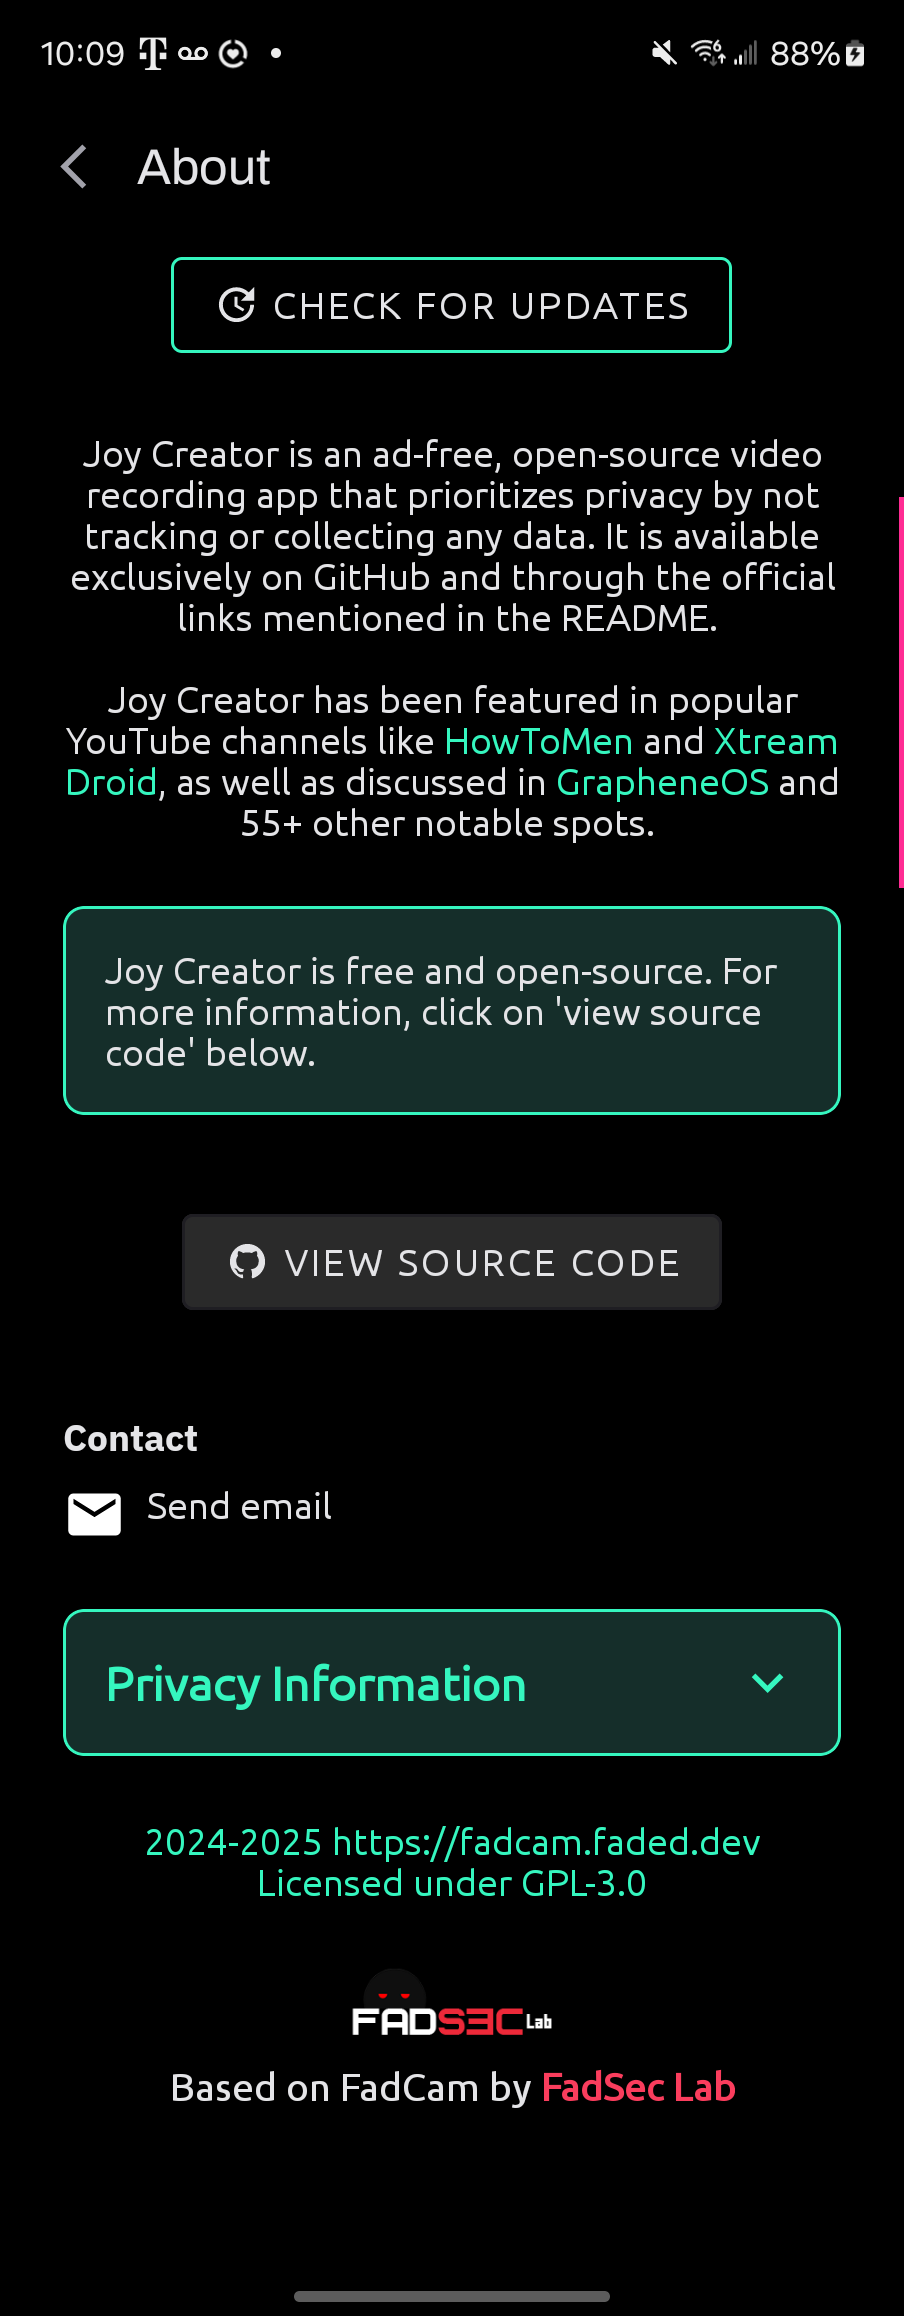 10:09
88%
About
CHECK FOR UPDATES
Joy Creator is an ad-free, open-source video
recording app that prioritizes privacy by not
tracking or collecting any data. It is available
exclusively on GitHub and through the official
links mentioned in the README.
Joy Creator has been featured in popular
YouTube channels like HowToMen and Xtream
Droid, as well as discussed in GrapheneOS and
55+ other notable spots.
Joy Creator is free and open-source. For
more information, click on 'view source
code' below.
VIEW SOURCE CODE
Contact
Send email
Privacy Information
2024-2025 https://fadcam.faded.dev
Licensed under GPL-3.0
FADSEC Lab
Based on FadCam by FadSec Lab